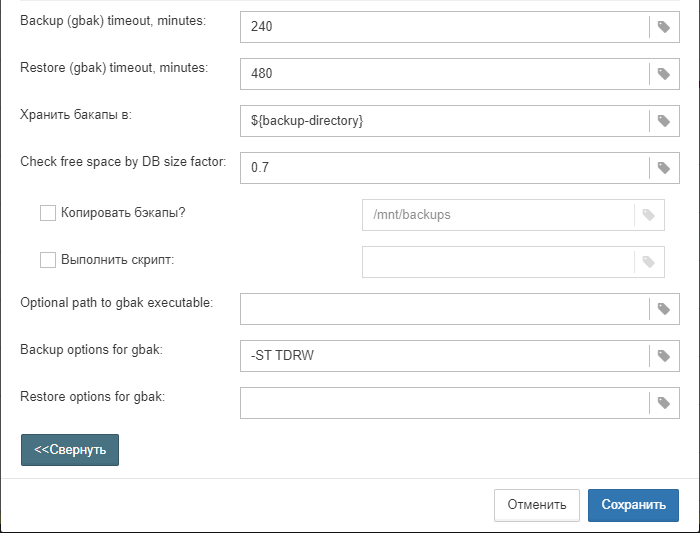 Backup (gbak) timeout, minutes: 240
Restore (gbak) timeout, minutes: 480
Хранить бакапы в: ${backup-directory}
Check free space by DB size factor: 0.7
Копировать бэкапы? /mnt/backups
Выполнить скрипт:
Optional path to gbak executable:
Backup options for gbak: -ST TDRW
Restore options for gbak:
<<Свернуть
Отменить Сохранить